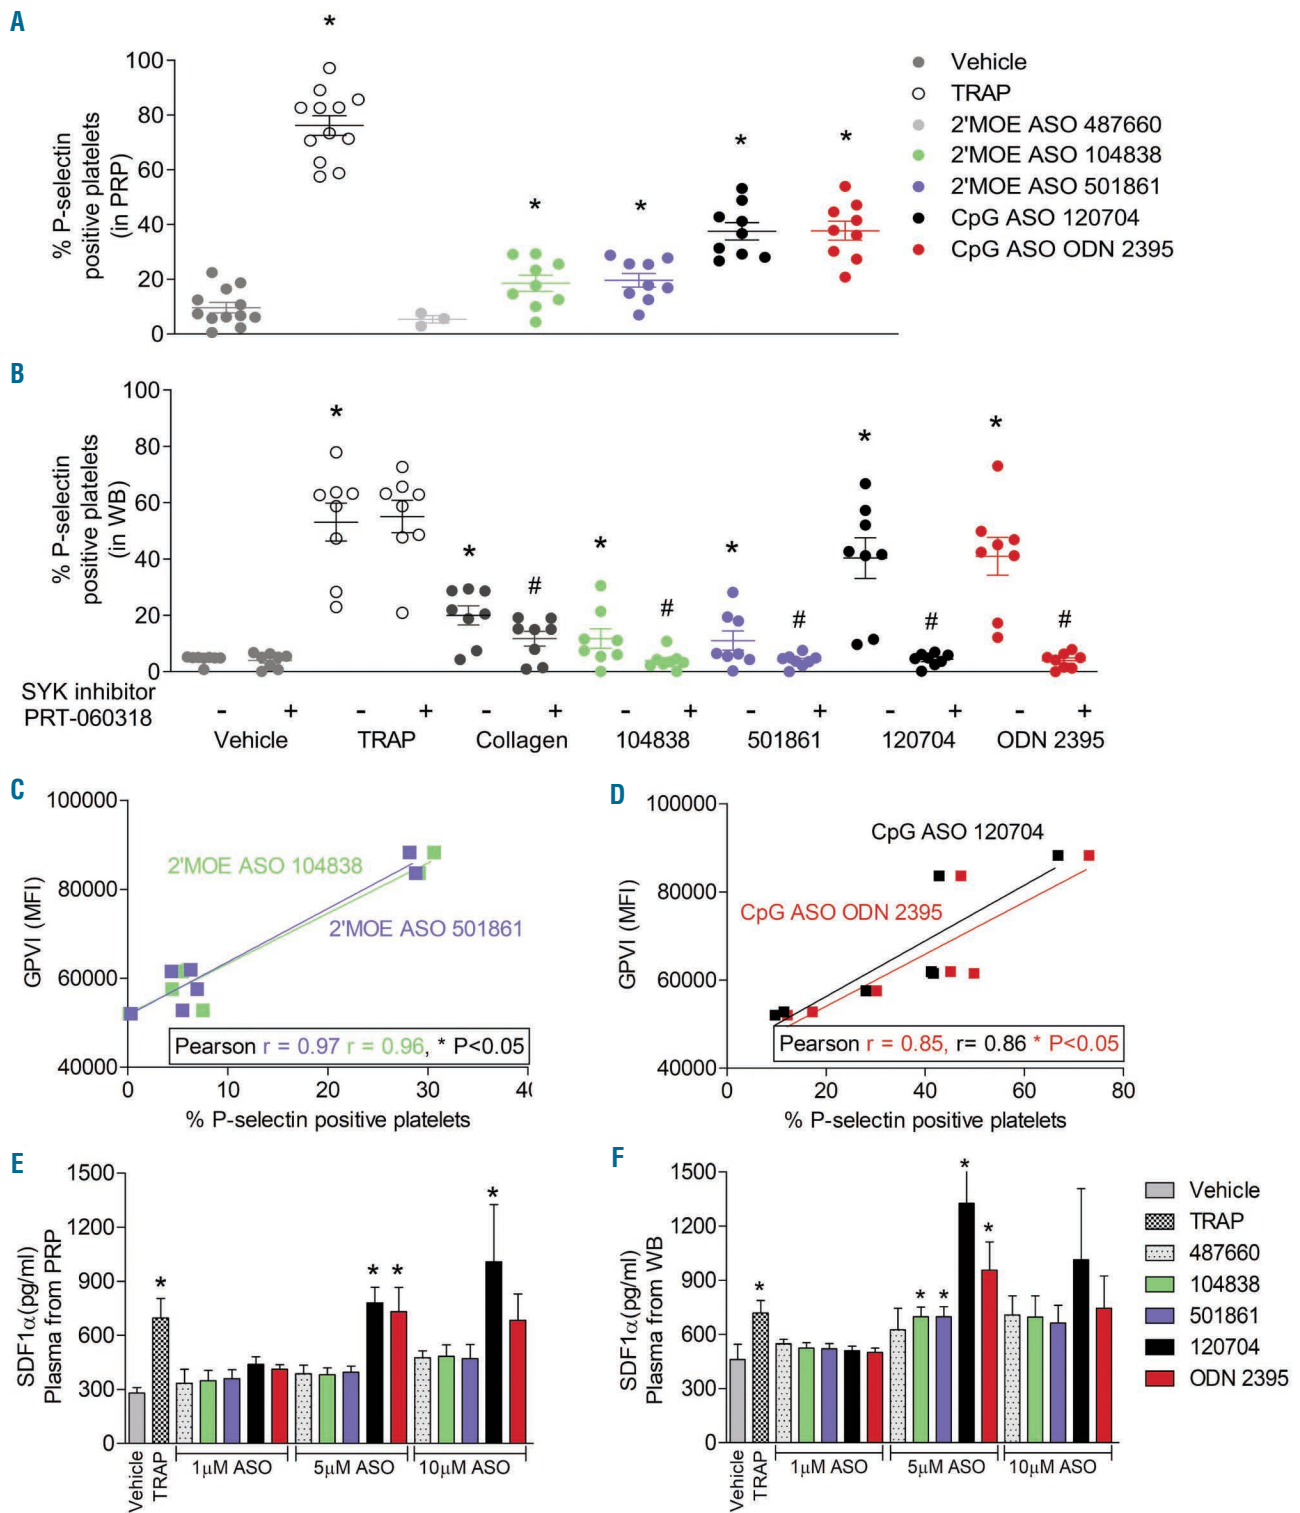 A
*
100
80
60
40
20
0
% P-selectin
positive platelets
(in PRP)
* * * *
Vehicle
TRAP
2'MOE ASO 487660
2'MOE ASO 104838
2'MOE ASO 501861
CpG ASO 120704
CpG ASO ODN 2395
B
100
80
60
40
20
0
% P-selectin
positive platelets
(in WB)
* * # * # * # * # * #
SYK inhibitor
PRT-060318
- + - + - + - + - + - + - +
Vehicle TRAP Collagen 104838 501861 120704 ODN 2395
C
100000
80000
60000
40000
GPVI (MFI)
2'MOE ASO 104838
2'MOE ASO 501861
Pearson r = 0.97 r = 0.96, * P<0.05
0 10 20 30 40
% P-selectin positive platelets
D
100000
80000
60000
40000
GPVI (MFI)
CpG ASO 120704
CpG ASO ODN 2395
Pearson r = 0.85, r= 0.86 * P<0.05
0 20 40 60 80
% P-selectin positive platelets
E
1500
1200
900
600
300
0
SDF1α(pg/ml)
Plasma from PRP
* * * *
Vehicle
TRAP
1μM ASO 5μM ASO 10μM ASO
F
1500
1200
900
600
300
0
SDF1α(pg/ml)
Plasma from WB
* * * * *
Vehicle
TRAP
1μM ASO 5μM ASO 10μM ASO
Vehicle
TRAP
487660
104838
501861
120704
ODN 2395